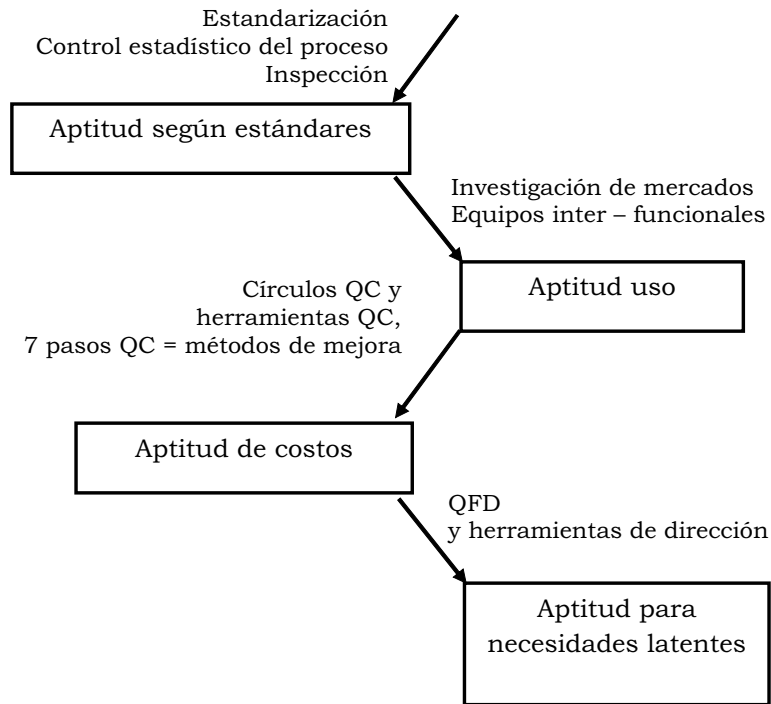 Estandarización
Control estadístico del proceso
Inspección
Aptitud según estándares
Investigación de mercados
Equipos inter – funcionales
Aptitud uso
Círculos QC y
herramientas QC,
7 pasos QC = métodos de mejora
Aptitud de costos
QFD
y herramientas de dirección
Aptitud para
necesidades latentes